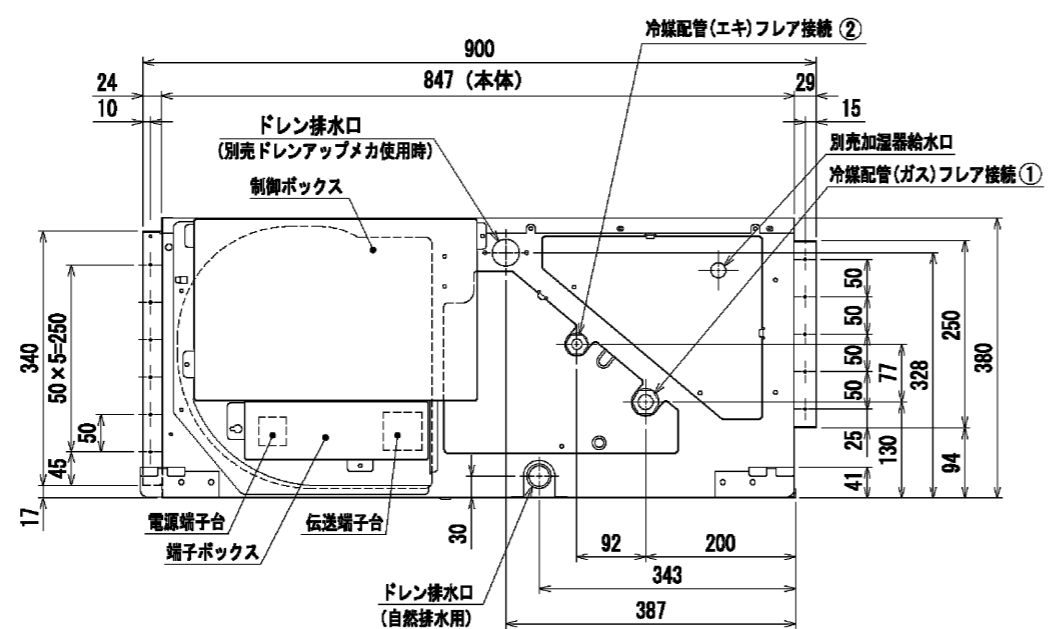 冷媒配管(エキ)フレア接続 ②
900
24
847 (本体)
29
10
15
ドレン排水口
(別売ドレンアップメカ使用時)
別売加湿器給水口
制御ボックス
冷媒配管(ガス)フレア接続 ①
340
50×5=250
50
45
17
50
50
50
50
25
77
130
41
328
250
94
380
電源端子台
伝送端子台
端子ボックス
30
92
200
343
387
ドレン排水口
(自然排水用)